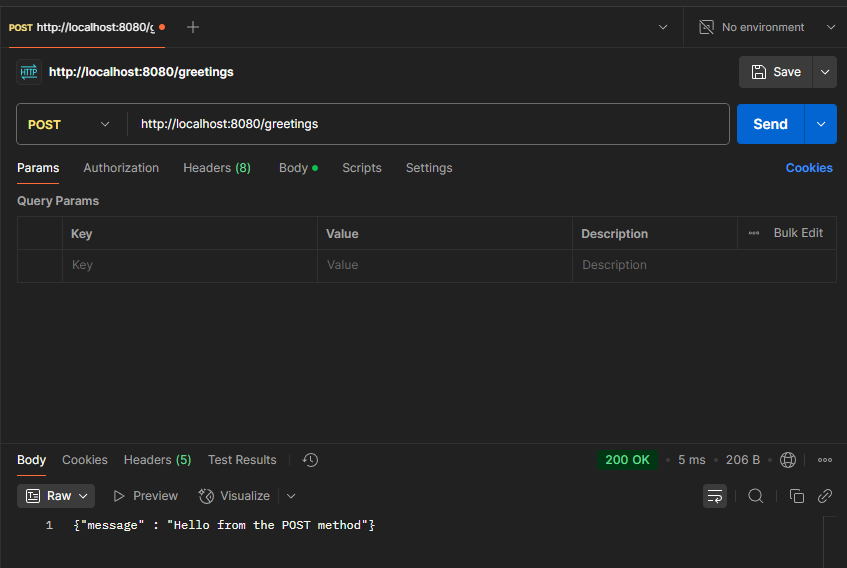 POST http://localhost:8080/g
No environment
HTTP http://localhost:8080/greetings
Save
POST http://localhost:8080/greetings
Send
Params Authorization Headers (8) Body Scripts Settings Cookies
Query Params
Key Value Description Bulk Edit
Key Value Description
Body Cookies Headers (5) Test Results 200 OK 5 ms 206 B
Raw Preview Visualize
1 {"message" : "Hello from the POST method"}